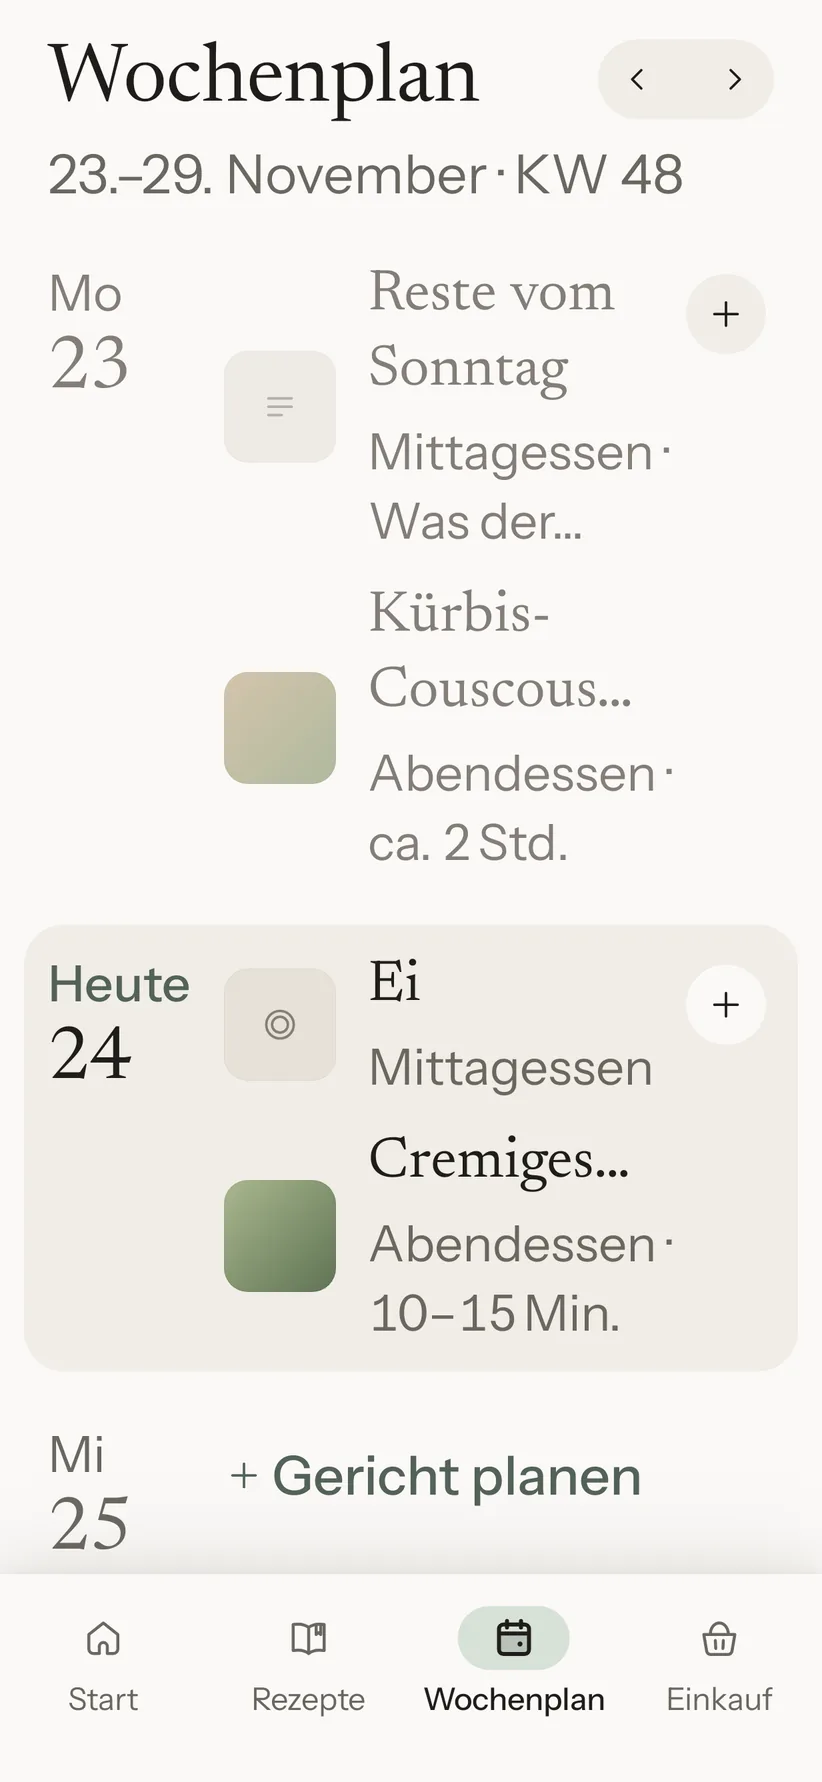 Wochenplan
23.–29. November · KW 48
Mo
23
Reste vom
Sonntag
Mittagessen ·
Was der…
Kürbis-
Couscous…
Abendessen ·
ca. 2 Std.
Heute
24
Ei
Mittagessen
Cremiges…
Abendessen ·
10–15 Min.
Mi
25
+ Gericht planen
Start
Rezepte
Wochenplan
Einkauf